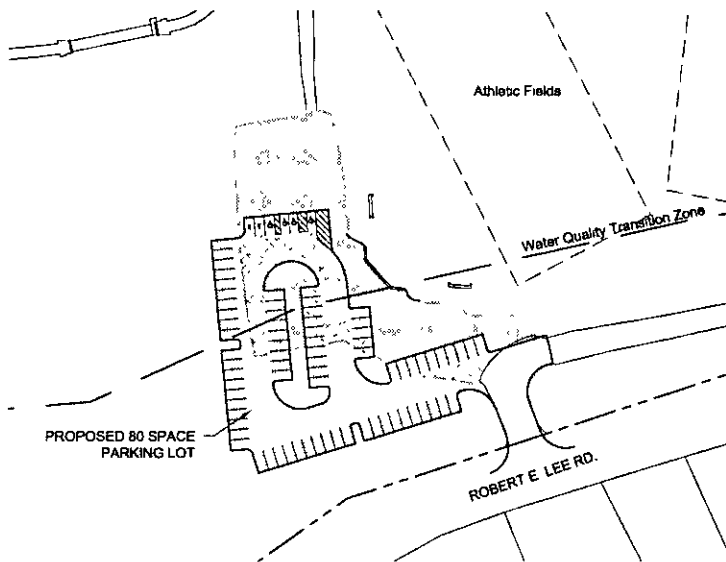 Athletic Fields
Water Quality Transition Zone
PROPOSED 80 SPACE
PARKING LOT
ROBERT E LEE RD.